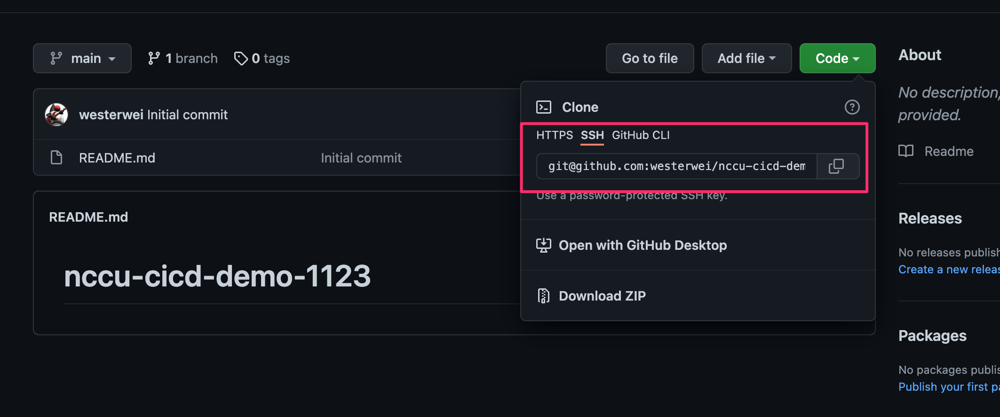 main
1 branch
0 tags
Go to file
Add file
Code
westerwei Initial commit
README.md
Initial commit
README.md
nccu-cicd-demo-1123
Clone
HTTPS SSH GitHub CLI
git@github.com:westerwei/nccu-cicd-dem
Use a password-protected SSH key.
Open with GitHub Desktop
Download ZIP
About
No description,
provided.
Readme
Releases
No releases publish
Create a new releas
Packages
No packages publis
Publish your first pa